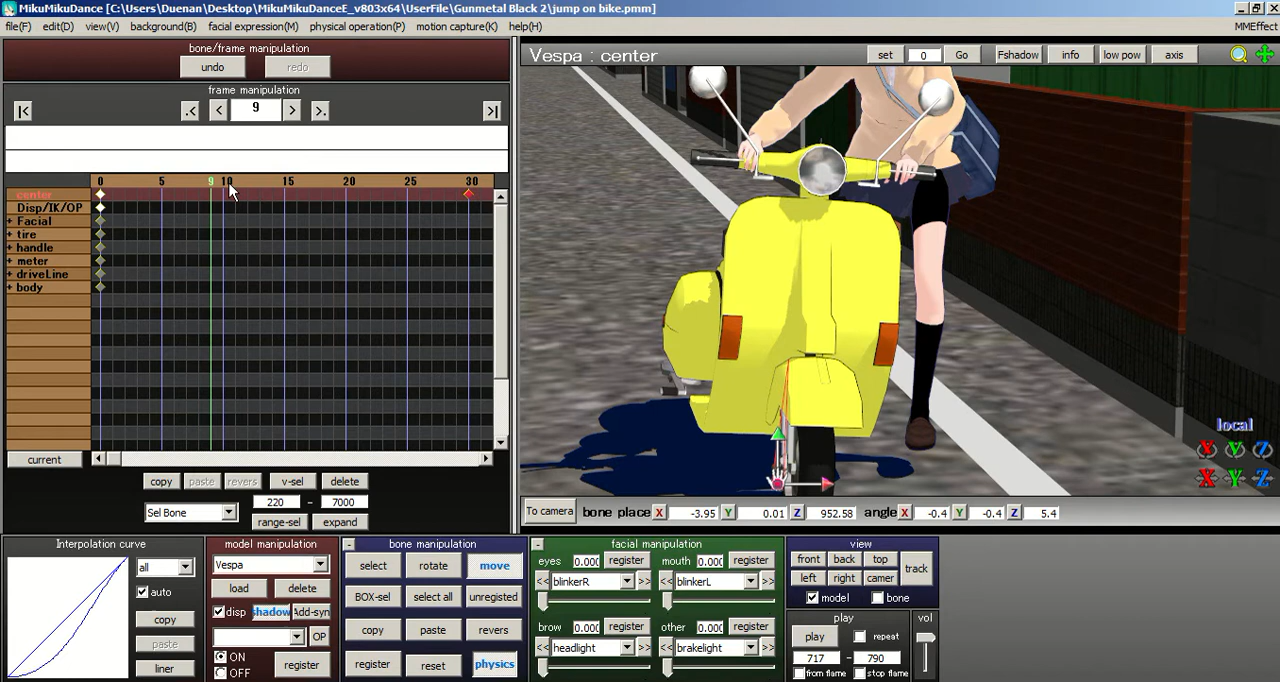 MikuMikuDance [C:\Users\Duenan\Desktop\MikuMikuDanceE_v803x64\UserFile\Gunmetal Black 2\jump on bike.pmm]
file(F) edit(D) view(V) background(B) facial expression(M) physical operation(P) motion capture(K) help(H) MMEffect
bone/frame manipulation
undo redo
frame manipulation
|< .< < 9 > >. >|
0 5 9 10 15 20 25 30
center
Disp/IK/OP
+ Facial
+ tire
+ handle
+ meter
+ driveLine
+ body
current
copy paste revers v-sel delete
Sel Bone 220 - 7000
range-sel expand
Vespa : center set 0 Go Fshadow info low pow axis
local
X Y Z
X Y Z
To camera bone place X -3.95 Y 0.01 Z 952.58 angle X -0.4 Y -0.4 Z 5.4
Interpolation curve
all
auto
copy
paste
liner
model manipulation
Vespa
load delete
disp shadow Add-syn
OP
ON
OFF
register
- bone manipulation
select rotate move
BOX-sel select all unregisted
copy paste revers
register reset physics
- facial manipulation
eyes 0.000 register mouth 0.000 register
<< blinkerR >> << blinkerL >>
brow 0.000 register other 0.000 register
<< headlight >> << brakelight >>
view
front back top
left right camer track
model bone
play
play repeat
717 - 790
from flame stop flame
vol